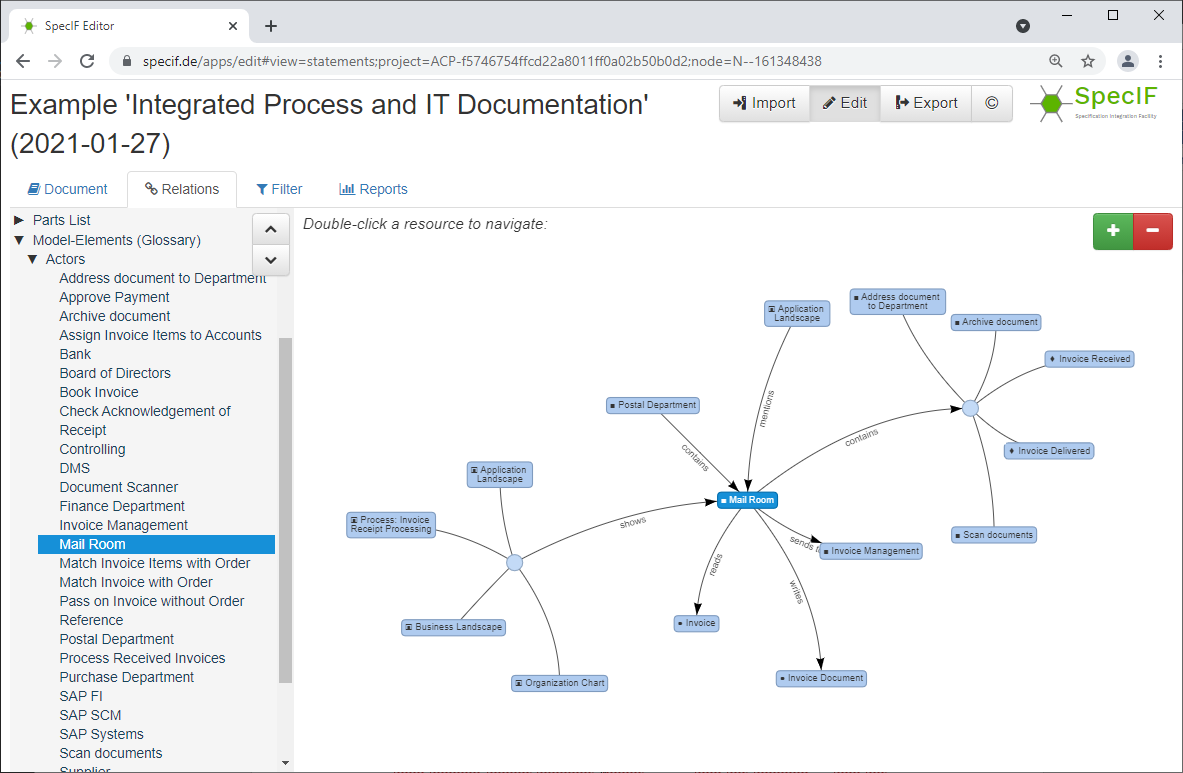 SpecIF Editor
specif.de/apps/edit#view=statements;project=ACP-f5746754ffcd22a8011ff0a02b50b0d2;node=N--161348438
Example 'Integrated Process and IT Documentation'
(2021-01-27)
Import
Edit
Export
©
SpecIF
Specification Integration Facility
Document
Relations
Filter
Reports
Parts List
Model-Elements (Glossary)
Actors
Address document to Department
Approve Payment
Archive document
Assign Invoice Items to Accounts
Bank
Board of Directors
Book Invoice
Check Acknowledgement of
Receipt
Controlling
DMS
Document Scanner
Finance Department
Invoice Management
Mail Room
Match Invoice Items with Order
Match Invoice with Order
Pass on Invoice without Order
Reference
Postal Department
Process Received Invoices
Purchase Department
SAP FI
SAP SCM
SAP Systems
Scan documents
Supplier
Double-click a resource to navigate:
Application
Landscape
Address document
to Department
Archive document
Invoice Received
Postal Department
mentions
contains
contains
Invoice Delivered
Application
Landscape
Mail Room
Process: Invoice
Receipt Processing
shows
Scan documents
sends
Invoice Management
reads
writes
Business Landscape
Invoice
Organization Chart
Invoice Document